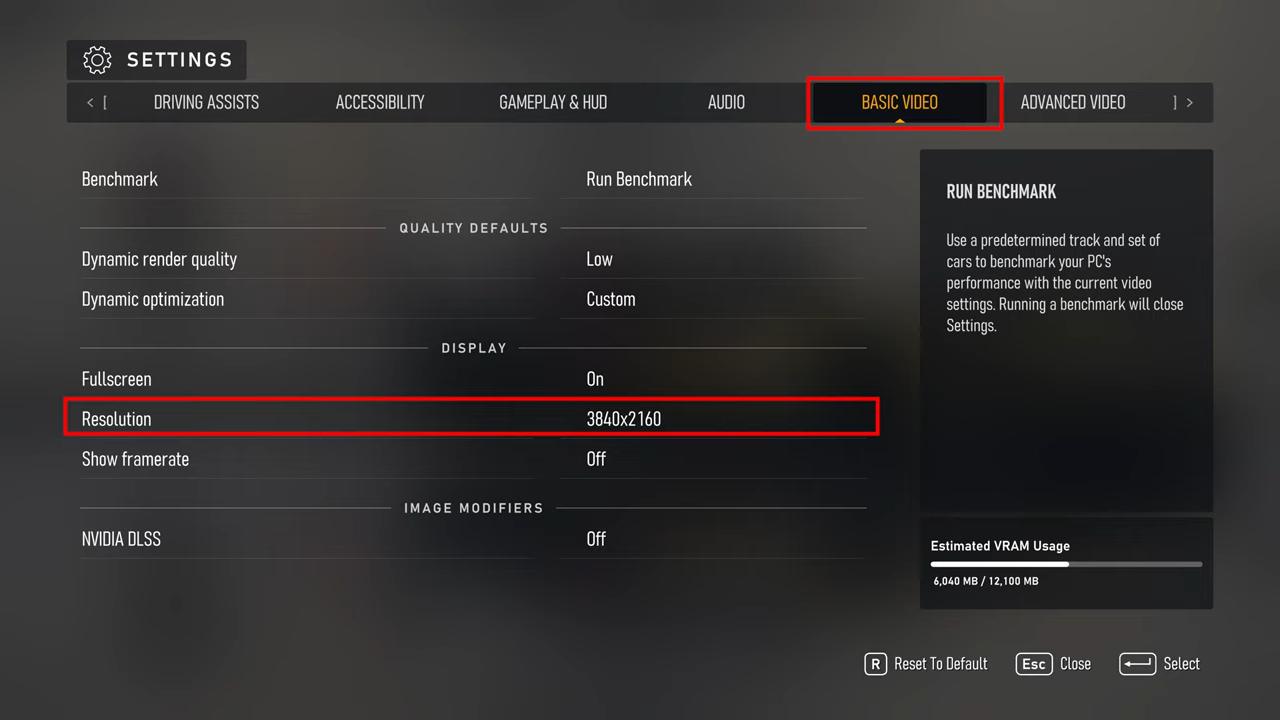 SETTINGS
< [ DRIVING ASSISTS ACCESSIBILITY GAMEPLAY & HUD AUDIO BASIC VIDEO ADVANCED VIDEO ] >
Benchmark Run Benchmark
QUALITY DEFAULTS
Dynamic render quality Low
Dynamic optimization Custom
DISPLAY
Fullscreen On
Resolution 3840x2160
Show framerate Off
IMAGE MODIFIERS
NVIDIA DLSS Off
RUN BENCHMARK
Use a predetermined track and set of
cars to benchmark your PC's
performance with the current video
settings. Running a benchmark will close
Settings.
Estimated VRAM Usage
6,040 MB / 12,100 MB
R Reset To Default Esc Close Select